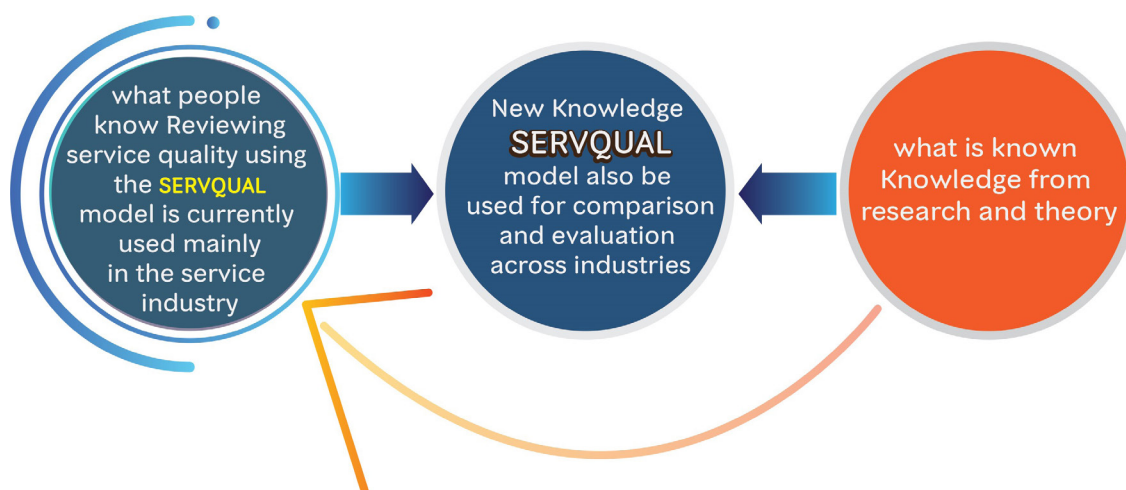 what people
know Reviewing
service quality using
the SERVQUAL
model is currently
used mainly
in the service
industry
New Knowledge
SERVQUAL
model also be
used for comparison
and evaluation
across industries
what is known
Knowledge from
research and theory